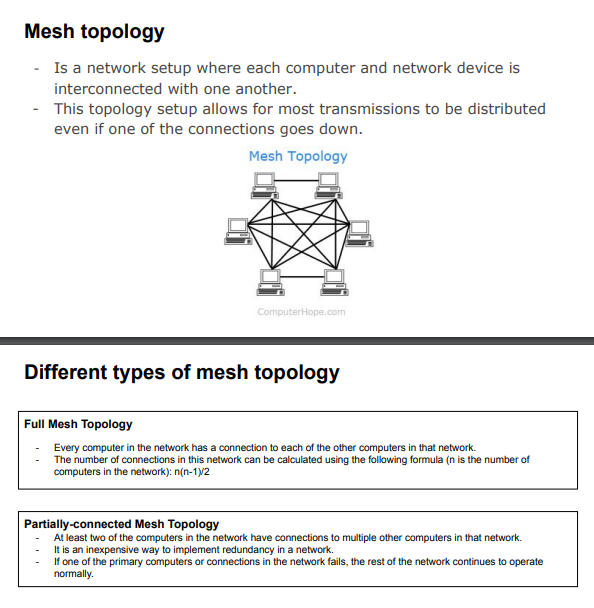 Mesh topology
- Is a network setup where each computer and network device is
interconnected with one another.
- This topology setup allows for most transmissions to be distributed
even if one of the connections goes down.
Mesh Topology
ComputerHope.com
Different types of mesh topology
Full Mesh Topology
- Every computer in the network has a connection to each of the other computers in that network.
- The number of connections in this network can be calculated using the following formula (n is the number of
computers in the network): n(n-1)/2
Partially-connected Mesh Topology
- At least two of the computers in the network have connections to multiple other computers in that network.
- It is an inexpensive way to implement redundancy in a network.
- If one of the primary computers or connections in the network fails, the rest of the network continues to operate
normally.